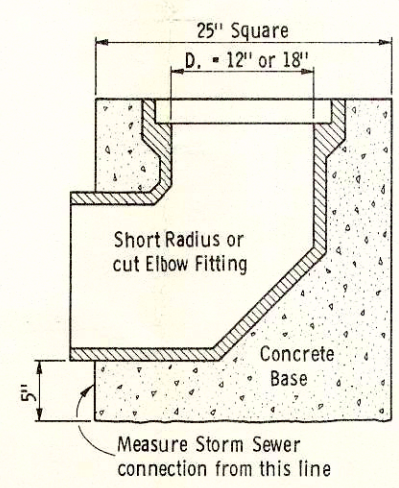 25" Square
D. = 12" or 18"
Short Radius or
cut Elbow Fitting
Concrete
Base
5"
Measure Storm Sewer
connection from this line